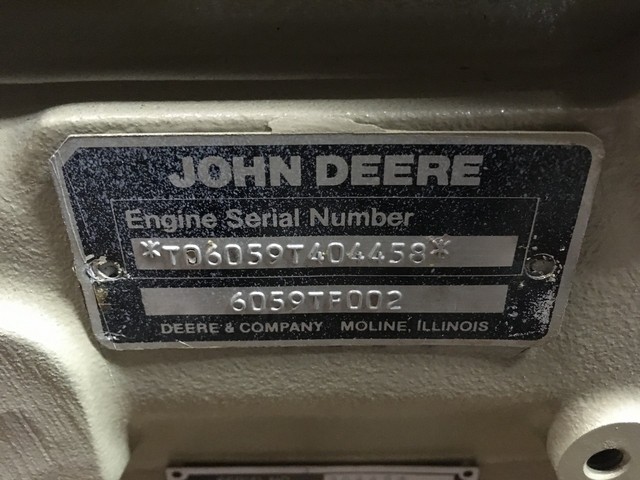 JOHN DEERE
Engine Serial Number
*T06059T404458*
6059TF002
DEERE & COMPANY MOLINE, ILLINOIS